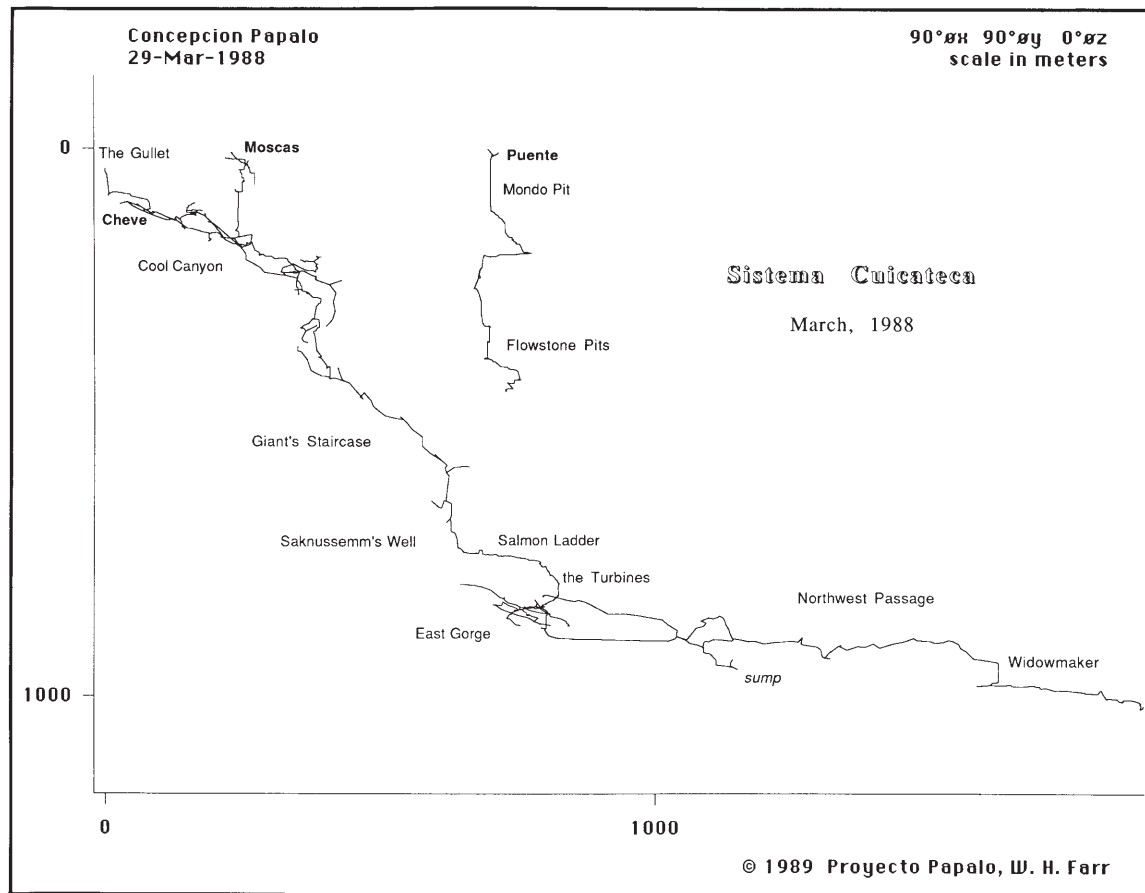 Concepcion Papalo
29-Mar-1988
90°øx 90°øy 0°øz
scale in meters
0
The Gullet
Moscas
Puente
Mondo Pit
Cheve
Cool Canyon
Sistema Cuicateca
March, 1988
Flowstone Pits
Giant's Staircase
Saknussemm's Well
Salmon Ladder
the Turbines
Northwest Passage
East Gorge
Widowmaker
sump
1000
0
1000
© 1989 Proyecto Papalo, W. H. Farr